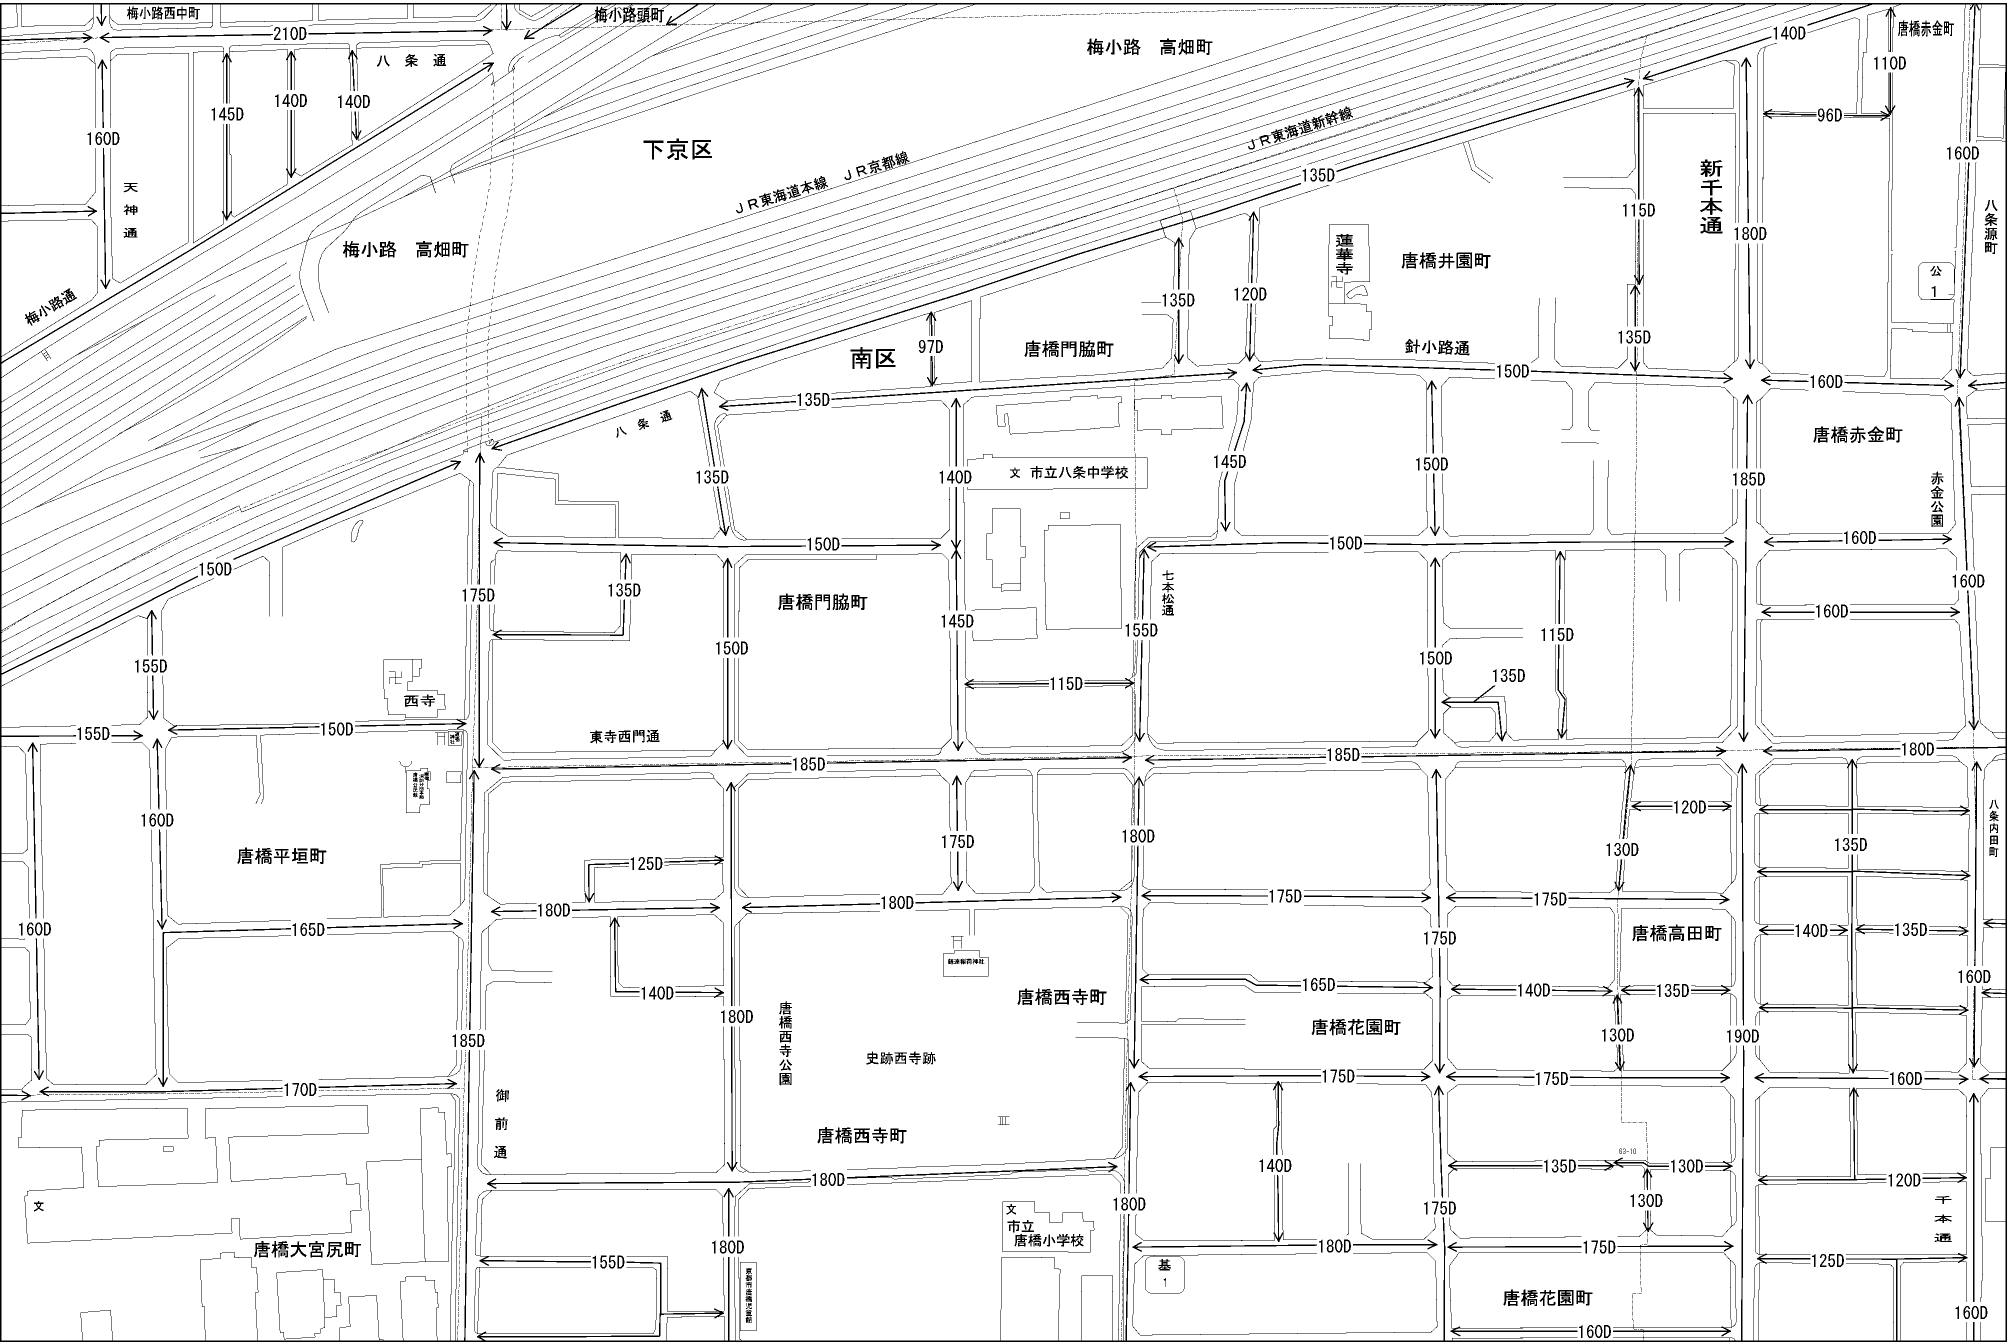 梅小路西中町
梅小路頭町
210D
八条通
梅小路　高畑町
140D
唐橋赤金町
110D
145D
140D
140D
96D
160D
下京区
ＪＲ東海道新幹線
160D
ＪＲ東海道本線　ＪＲ京都線
135D
新千本通
天神通
115D
180D
八条源町
梅小路　高畑町
蓮華寺
唐橋井園町
公
1
梅小路通
135D
120D
135D
97D
南区
唐橋門脇町
針小路通
150D
160D
135D
八条通
唐橋赤金町
135D
140D
文 市立八条中学校
145D
150D
185D
赤金公園
150D
150D
160D
150D
175D
135D
唐橋門脇町
七本松通
160D
160D
145D
155D
115D
155D
150D
150D
135D
115D
西寺
155D
150D
東寺西門通
185D
185D
180D
160D
120D
180D
175D
130D
135D
八条内田町
唐橋平垣町
125D
180D
180D
175D
175D
160D
165D
175D
唐橋高田町
140D
135D
140D
唐橋西寺町
165D
140D
135D
160D
180D
唐橋西寺公園
唐橋花園町
130D
190D
185D
史跡西寺跡
170D
175D
175D
160D
御前通
唐橋西寺町
63-10
180D
140D
135D
130D
120D
文
180D
175D
130D
千本通
文
市立
唐橋小学校
唐橋大宮尻町
180D
180D
175D
155D
基
1
125D
唐橋花園町
160D
160D